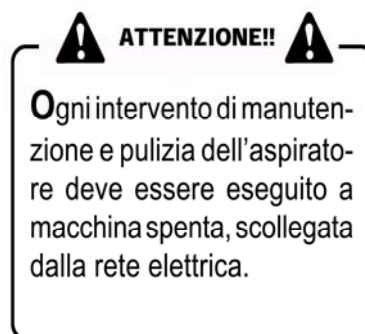 ATTENZIONE!!
Ogni intervento di manuten-
zione e pulizia dell'aspirato-
re deve essere eseguito a
macchina spenta, scollegata
dalla rete elettrica.